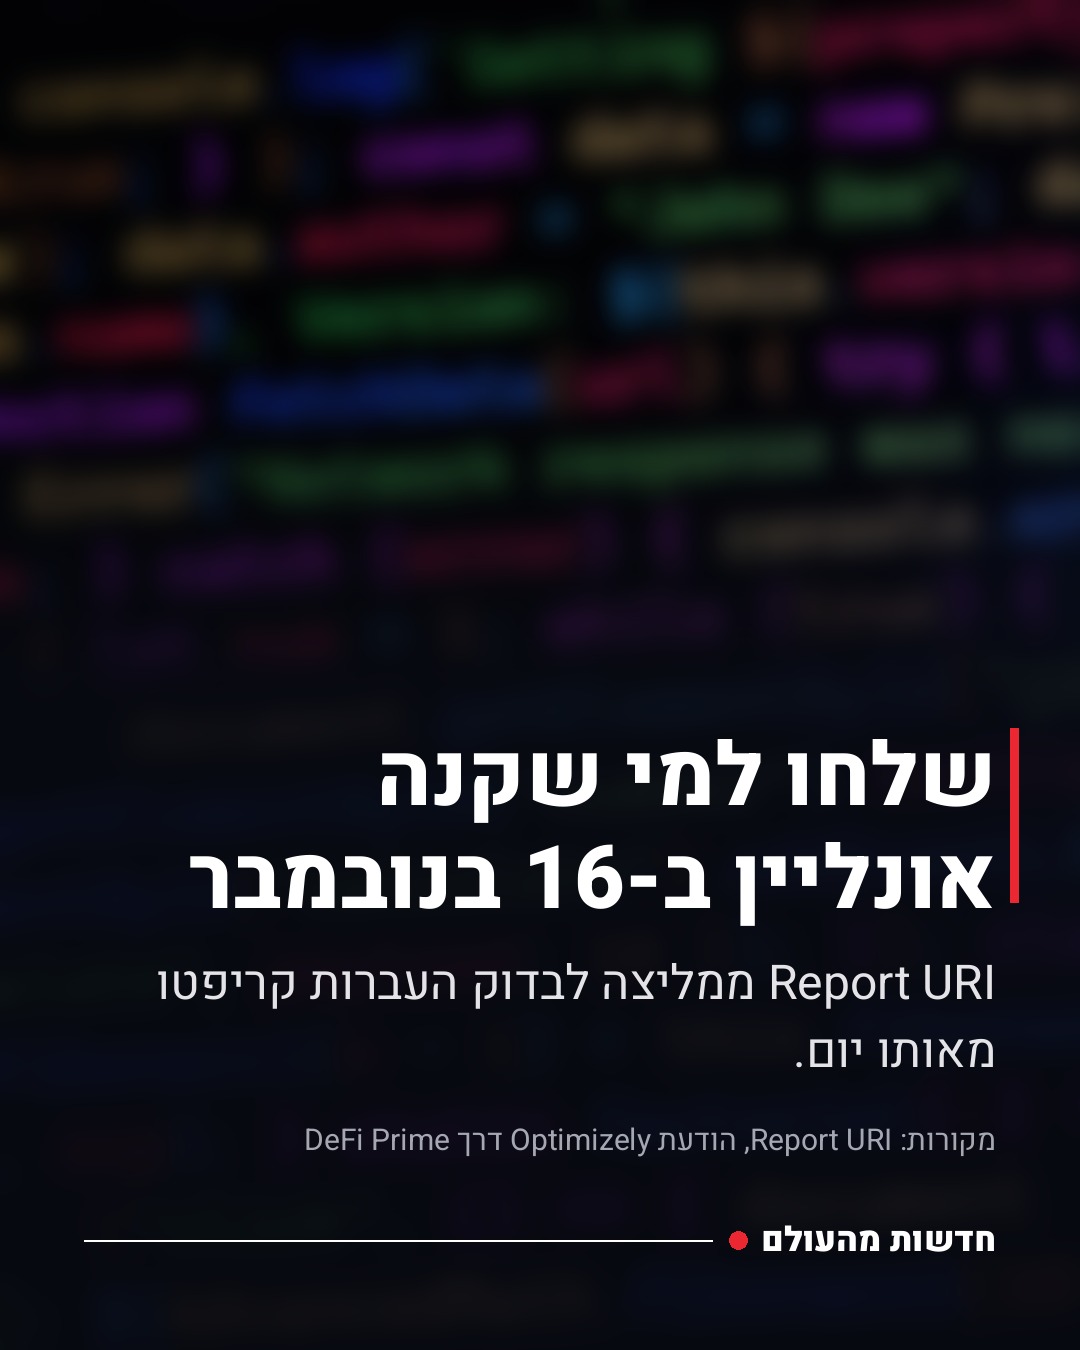 שלחו למי שקנה
אונליין ב-16 בנובמבר
Report URI ממליצה לבדוק העברות קריפטו
מאותו יום.
מקורות: Report URI, הודעת Optimizely דרך DeFi Prime
חדשות מהעולם